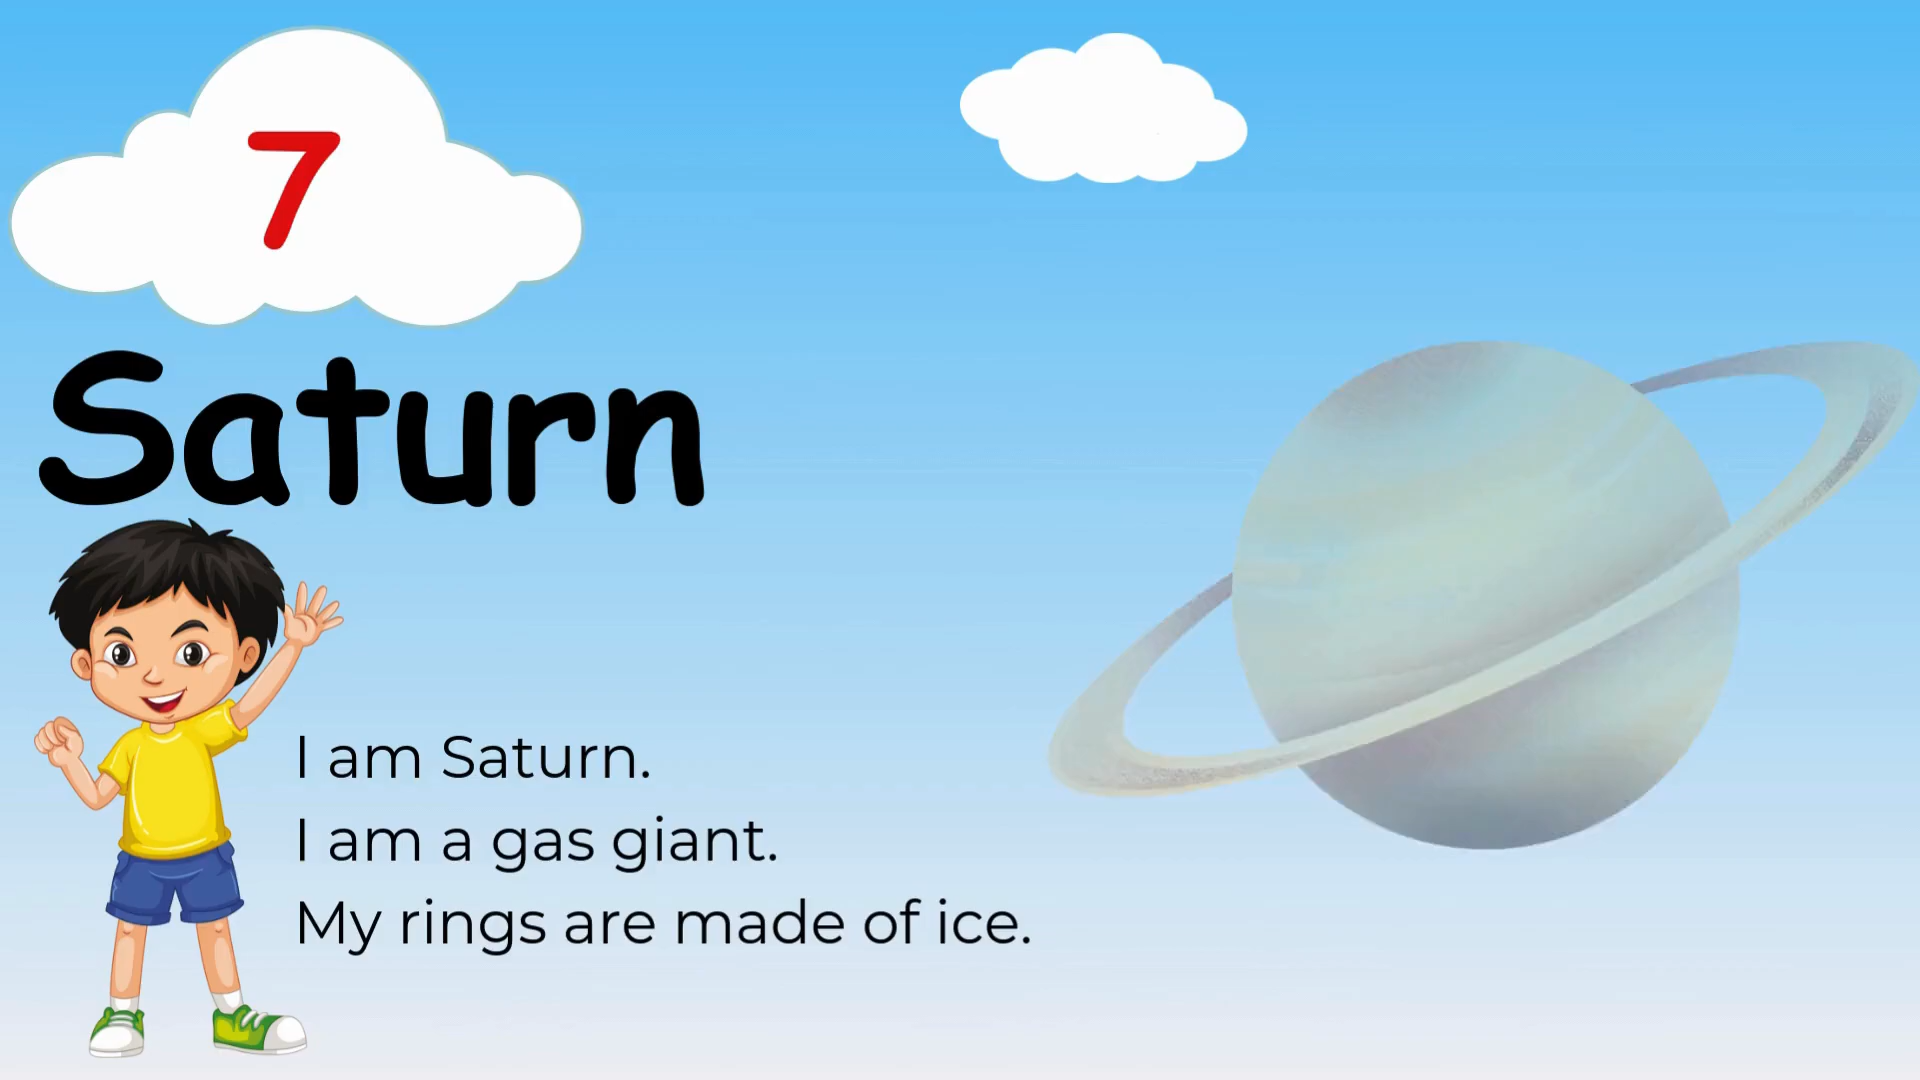 7
Saturn
I am Saturn.
I am a gas giant.
My rings are made of ice.